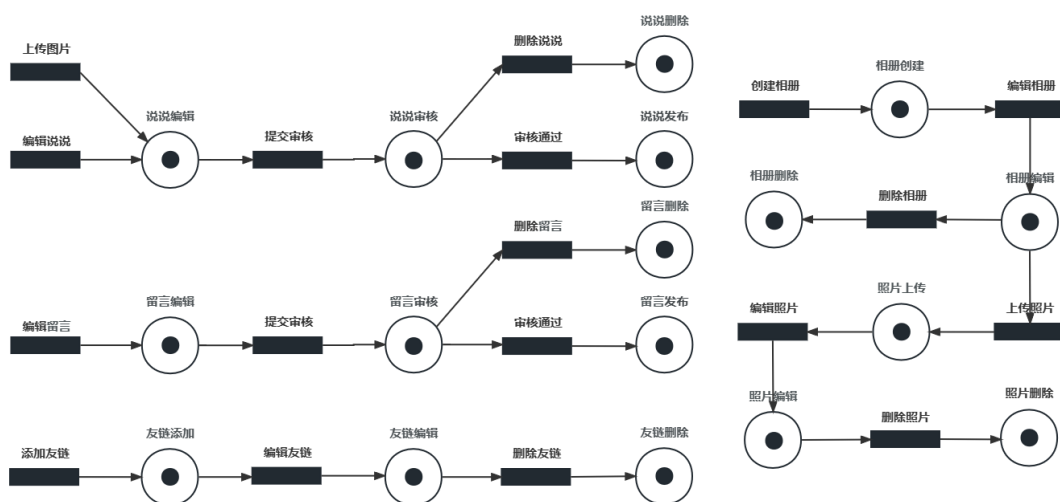 上传图片
编辑说说
说说编辑
提交审核
说说审核
删除说说
说说删除
审核通过
说说发布
编辑留言
留言编辑
提交审核
留言审核
删除留言
留言删除
审核通过
留言发布
添加友链
友链添加
编辑友链
友链编辑
删除友链
友链删除
创建相册
相册创建
编辑相册
相册编辑
删除相册
相册删除
上传照片
照片上传
编辑照片
照片编辑
删除照片
照片删除